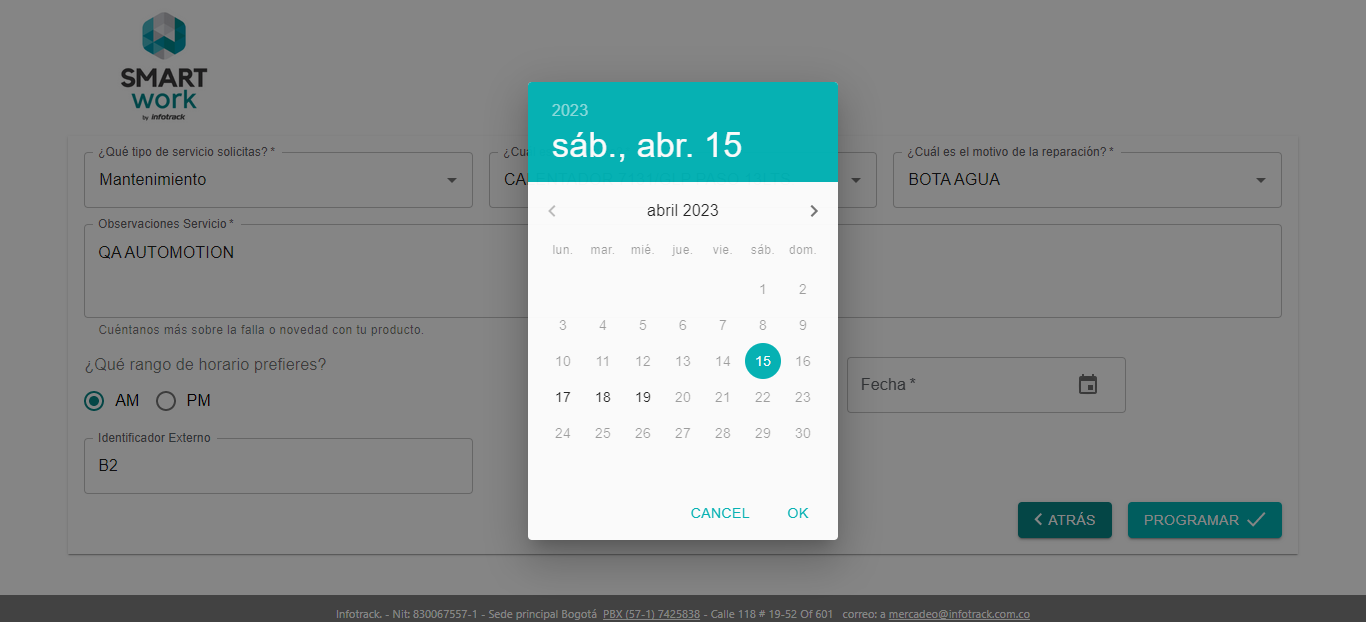 SMART
work
by infotrack
¿Qué tipo de servicio solicitas? *
Mantenimiento
¿Cuál es el motivo de la reparación? *
BOTA AGUA
Observaciones Servicio *
QA AUTOMOTION
Cuéntanos más sobre la falla o novedad con tu producto.
¿Qué rango de horario prefieres?
AM PM
Fecha *
Identificador Externo
B2
2023
sáb., abr. 15
abril 2023
lun. mar. mié. jue. vie. sáb. dom.
1 2
3 4 5 6 7 8 9
10 11 12 13 14 15 16
17 18 19 20 21 22 23
24 25 26 27 28 29 30
CANCEL OK
ATRÁS PROGRAMAR
Infotrack. - Nit: 830067557-1 - Sede principal Bogotá PBX (57-1) 7425838 - Calle 118 # 19-52 Of 601 correo: a mercadeo@infotrack.com.co